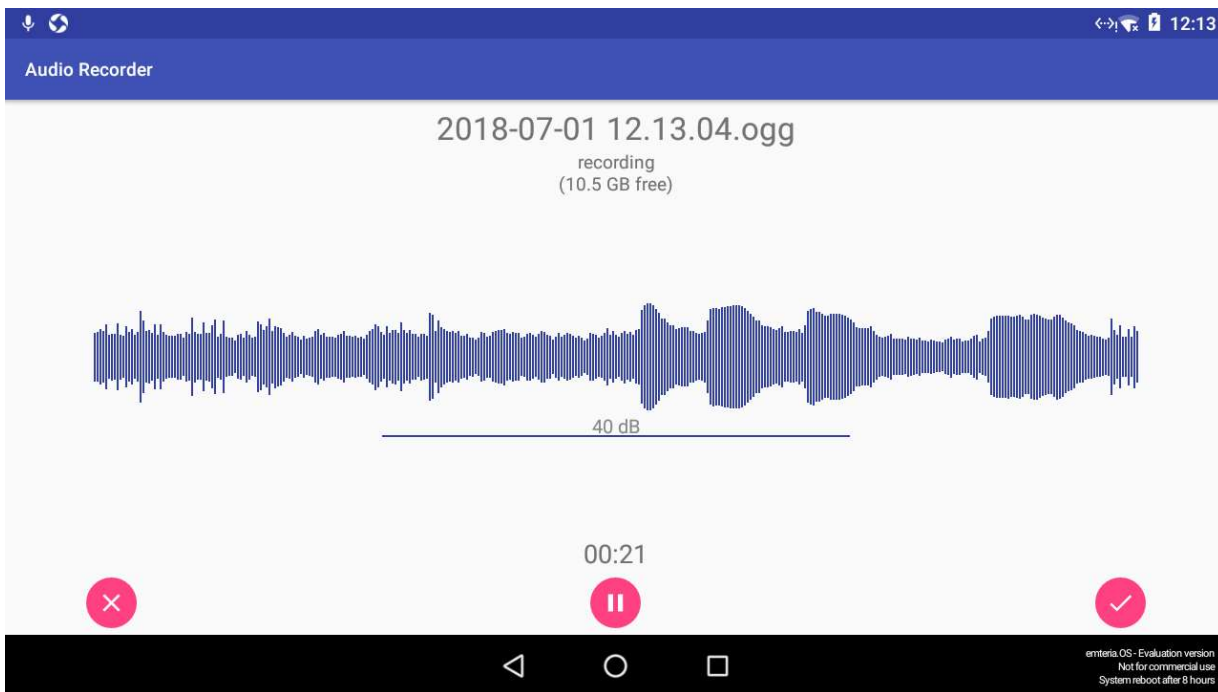 12:13
Audio Recorder
2018-07-01 12.13.04.ogg
recording
(10.5 GB free)
40 dB
00:21
emteria.OS - Evaluation version
Not for commercial use
System reboot after 8 hours